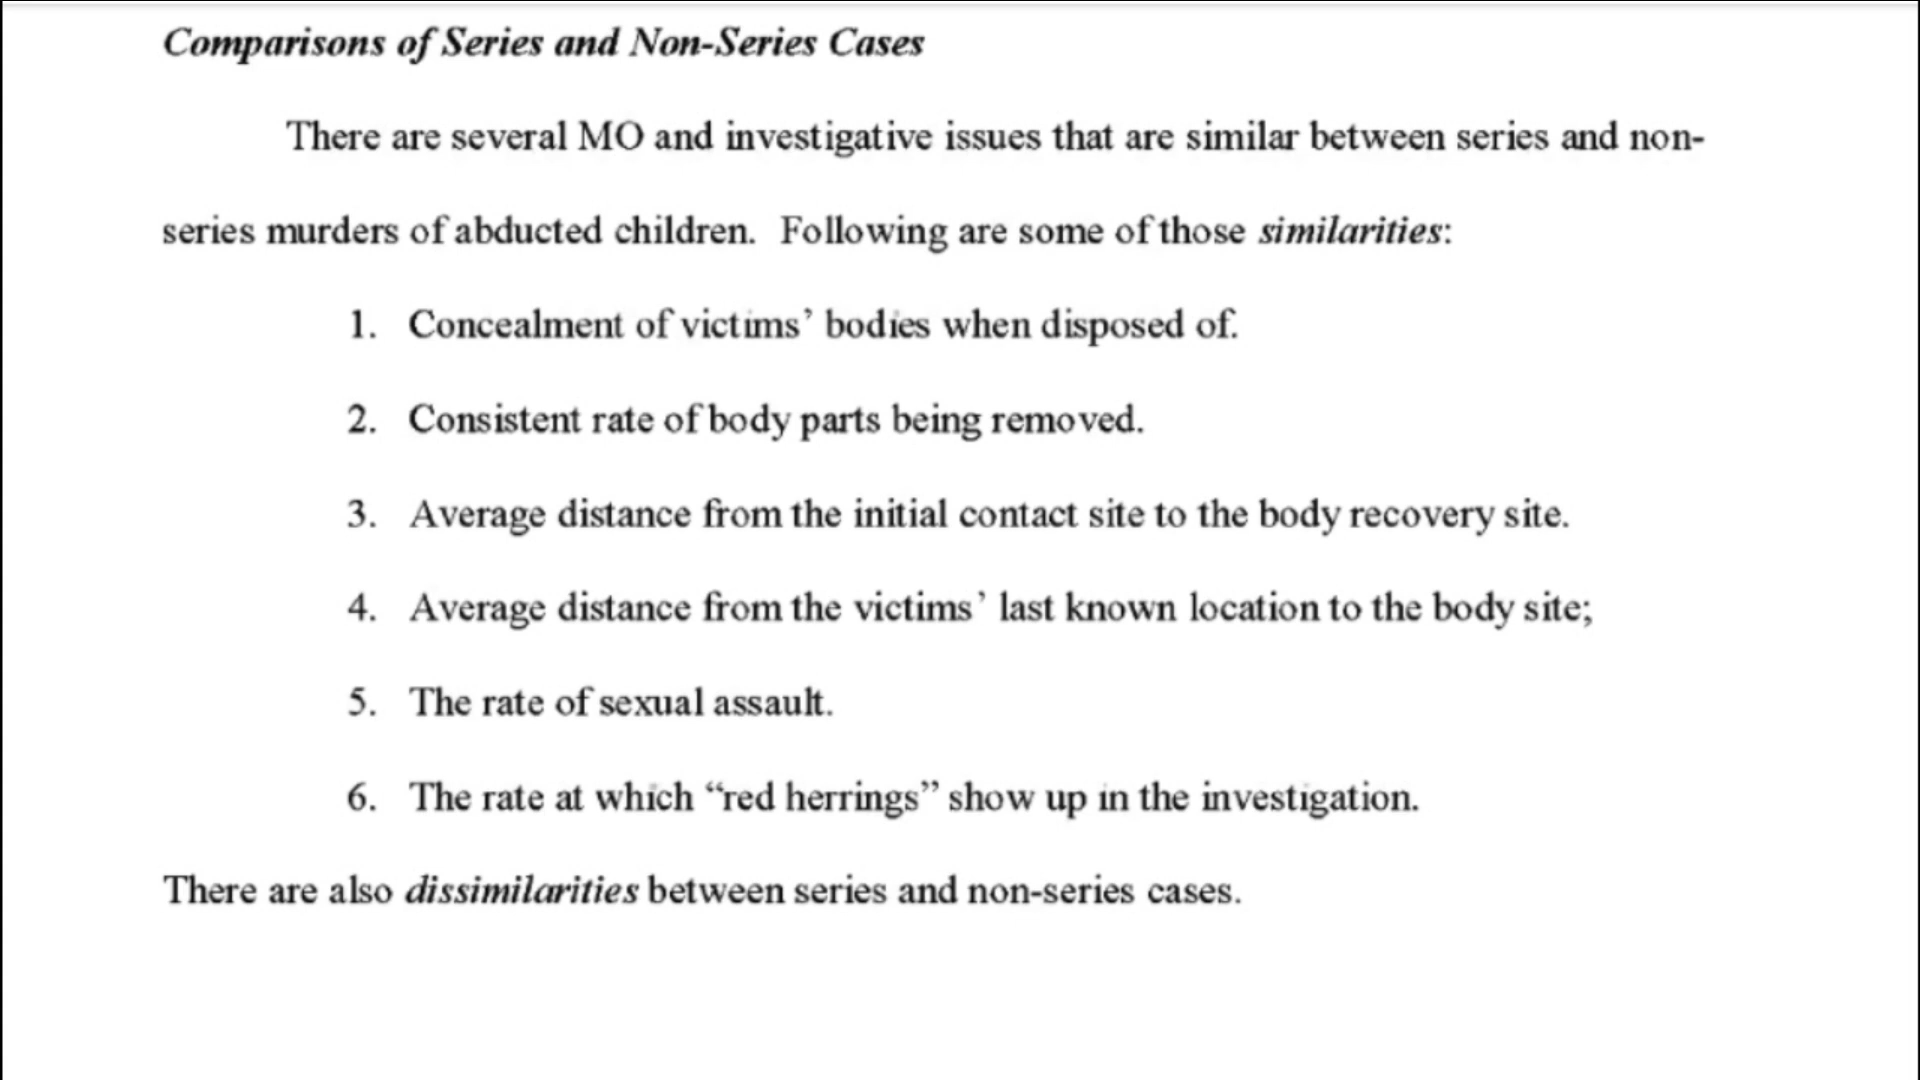 Comparisons of Series and Non-Series Cases
There are several MO and investigative issues that are similar between series and non-
series murders of abducted children. Following are some of those similarities:
1. Concealment of victims’ bodies when disposed of.
2. Consistent rate of body parts being removed.
3. Average distance from the initial contact site to the body recovery site.
4. Average distance from the victims’ last known location to the body site;
5. The rate of sexual assault.
6. The rate at which “red herrings” show up in the investigation.
There are also dissimilarities between series and non-series cases.